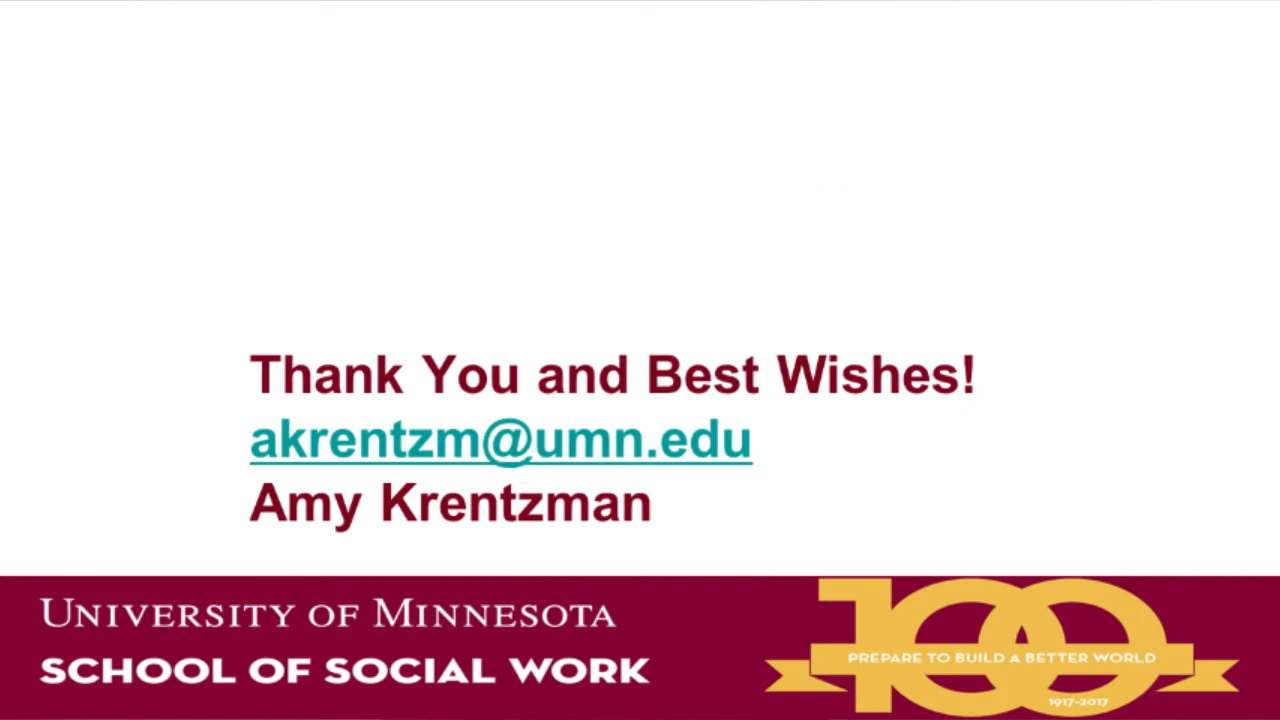 Thank You and Best Wishes!
akrentzm@umn.edu
Amy Krentzman
UNIVERSITY OF MINNESOTA
SCHOOL OF SOCIAL WORK
100
PREPARE TO BUILD A BETTER WORLD
1917-2017